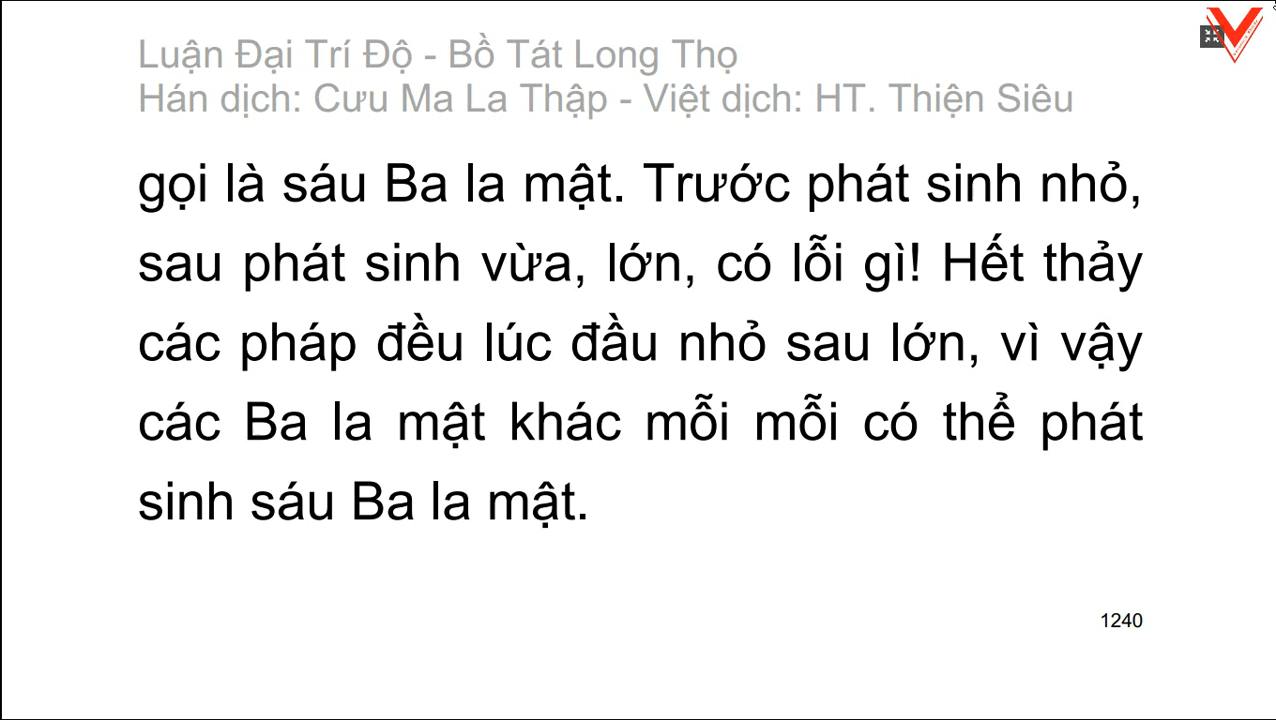 Luận Đại Trí Độ - Bồ Tát Long Thọ
Hán dịch: Cưu Ma La Thập - Việt dịch: HT. Thiện Siêu
gọi là sáu Ba la mật. Trước phát sinh nhỏ,
sau phát sinh vừa, lớn, có lỗi gì! Hết thảy
các pháp đều lúc đầu nhỏ sau lớn, vì vậy
các Ba la mật khác mỗi mỗi có thể phát
sinh sáu Ba la mật.
1240